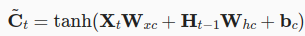 C̃_t = tanh(X_t W_xc + H_{t−1} W_hc + b_c)